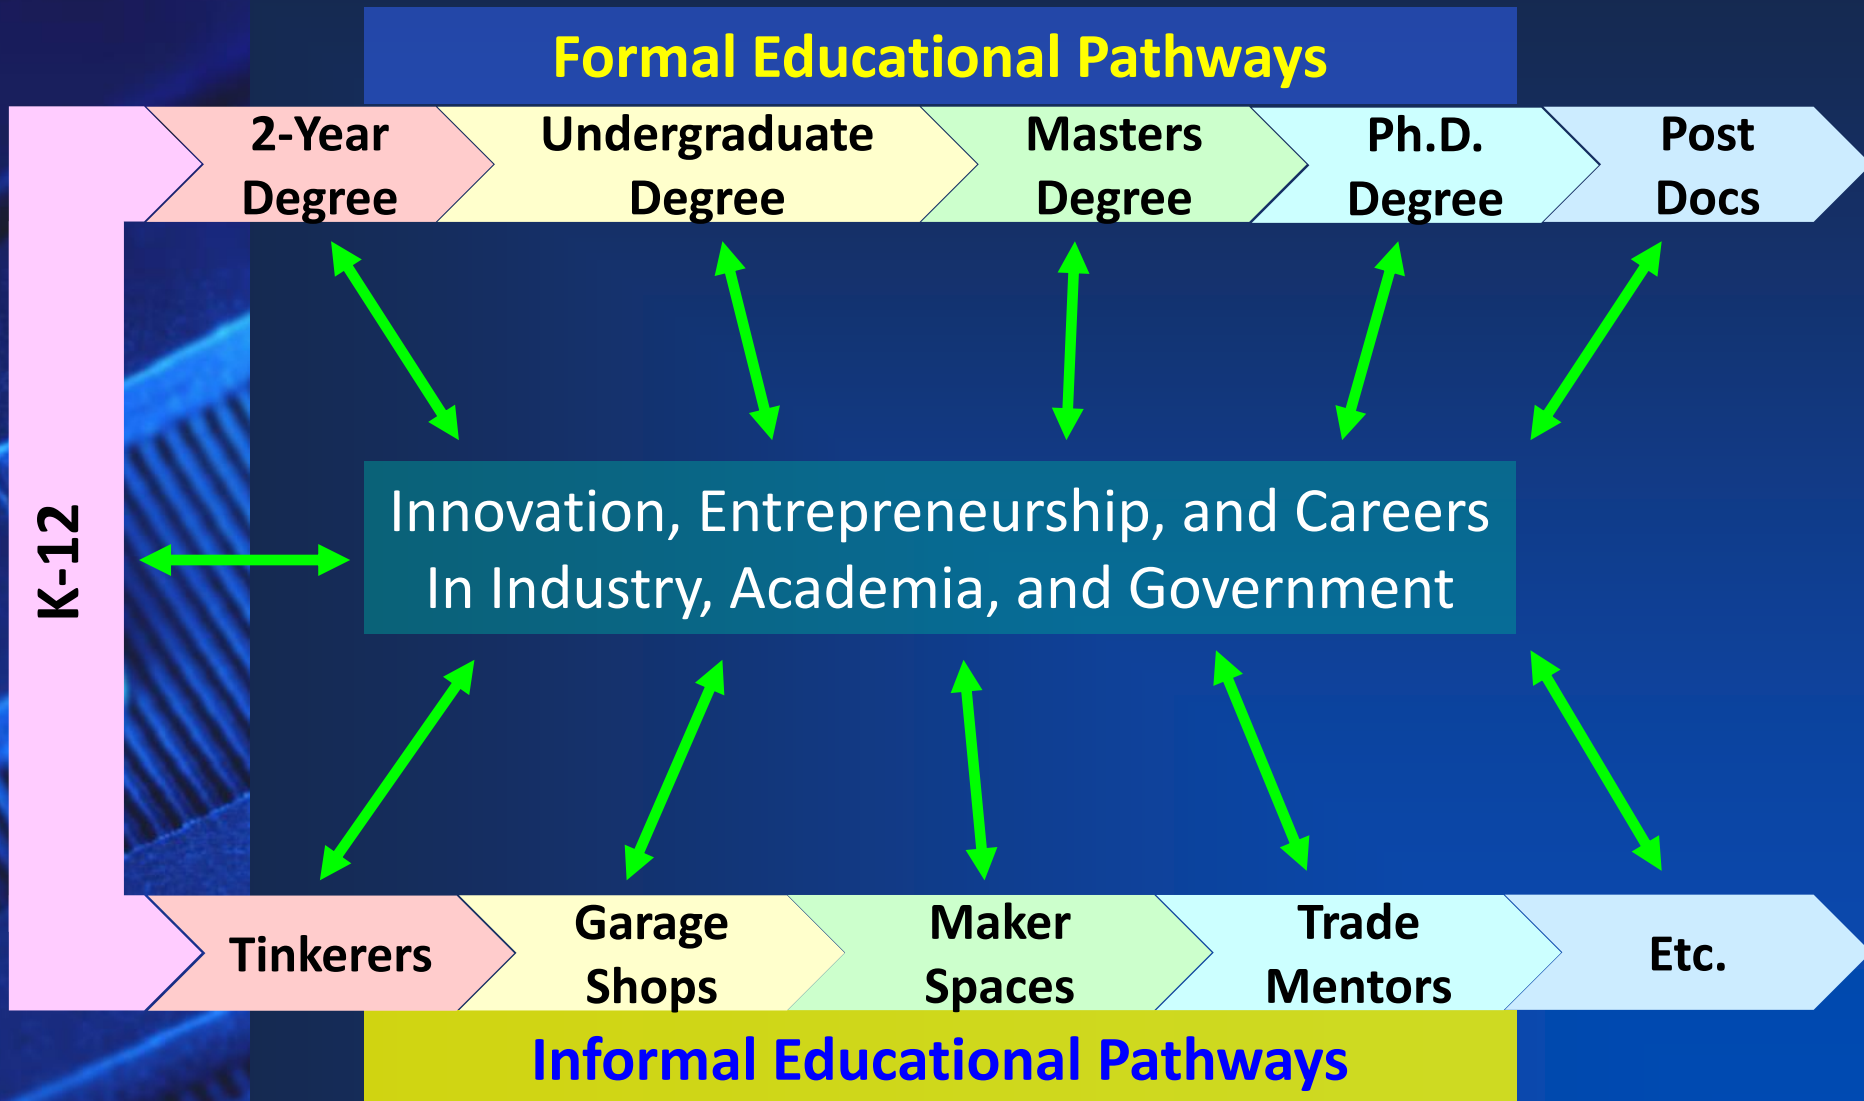 Formal Educational Pathways
2-Year
Degree
Undergraduate
Degree
Masters
Degree
Ph.D.
Degree
Post
Docs
K-12
Innovation, Entrepreneurship, and Careers
In Industry, Academia, and Government
Tinkerers
Garage
Shops
Maker
Spaces
Trade
Mentors
Etc.
Informal Educational Pathways